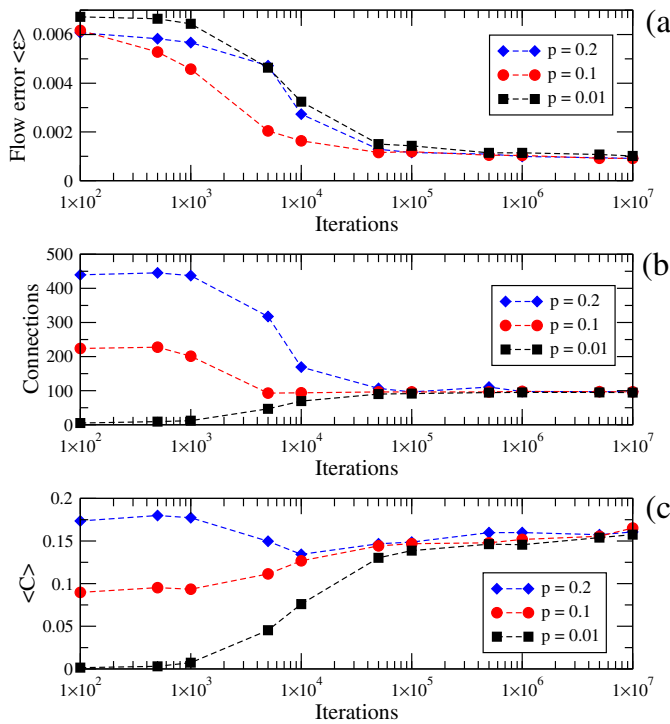 (a
Flow error <ε>
0.006
0.004
0.002
0
p = 0.2
p = 0.1
p = 0.01
1×10² 1×10³ 1×10⁴ 1×10⁵ 1×10⁶ 1×10⁷
Iterations
(b
Connections
500
400
300
200
100
0
p = 0.2
p = 0.1
p = 0.01
1×10² 1×10³ 1×10⁴ 1×10⁵ 1×10⁶ 1×10⁷
Iterations
(c
<C>
0.2
0.15
0.1
0.05
0
p = 0.2
p = 0.1
p = 0.01
1×10² 1×10³ 1×10⁴ 1×10⁵ 1×10⁶ 1×10⁷
Iterations